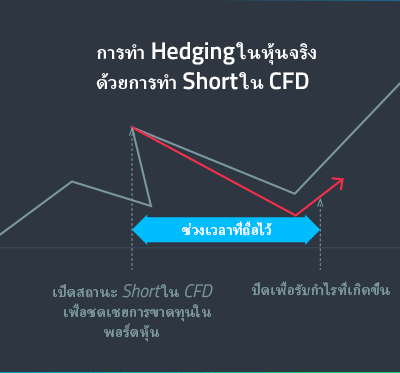 การทำ Hedging ในหุ้นจริง
ด้วยการทำ Short ใน CFD
ช่วงเวลาที่ถือไว้
เปิดสถานะ Short ใน CFD
เพื่อชดเชยการขาดทุนใน
พอร์ตหุ้น
ปิดเพื่อรับกำไรที่เกิดขึ้น